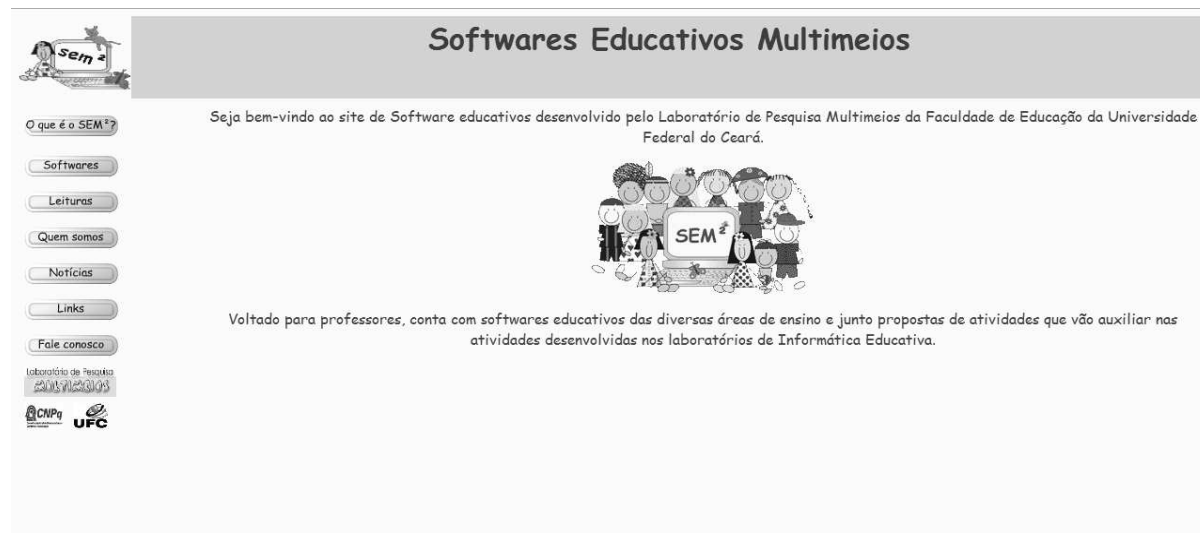 sem²
Softwares Educativos Multimeios
O que é o SEM²?
Softwares
Leituras
Quem somos
Notícias
Links
Fale conosco
Laboratório de Pesquisa
MULTIMEIOS
CNPq
UFC
Seja bem-vindo ao site de Software educativos desenvolvido pelo Laboratório de Pesquisa Multimeios da Faculdade de Educação da Universidade
Federal do Ceará.
SEM²
Voltado para professores, conta com softwares educativos das diversas áreas de ensino e junto propostas de atividades que vão auxiliar nas
atividades desenvolvidas nos laboratórios de Informática Educativa.